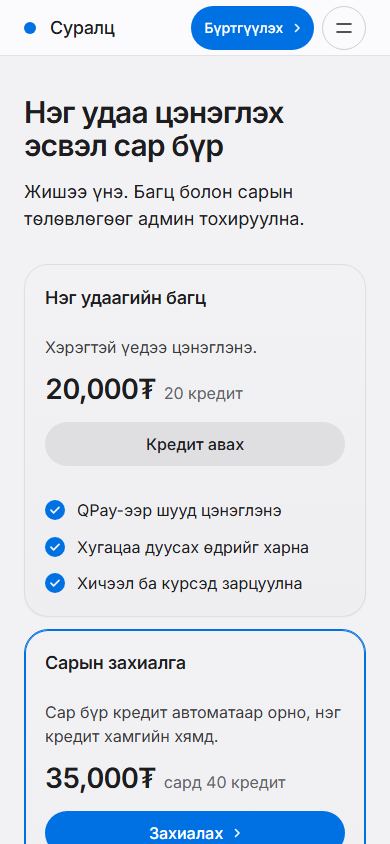 Суралц
Бүртгүүлэх
Нэг удаа цэнэглэх
эсвэл сар бүр
Жишээ үнэ. Багц болон сарын
төлөвлөгөөг админ тохируулна.
Нэг удаагийн багц
Хэрэгтэй үедээ цэнэглэнэ.
20,000₮ 20 кредит
Кредит авах
QPay-ээр шууд цэнэглэнэ
Хугацаа дуусах өдрийг харна
Хичээл ба курсэд зарцуулна
Сарын захиалга
Сар бүр кредит автоматаар орно, нэг
кредит хамгийн хямд.
35,000₮ сард 40 кредит
Захиалах